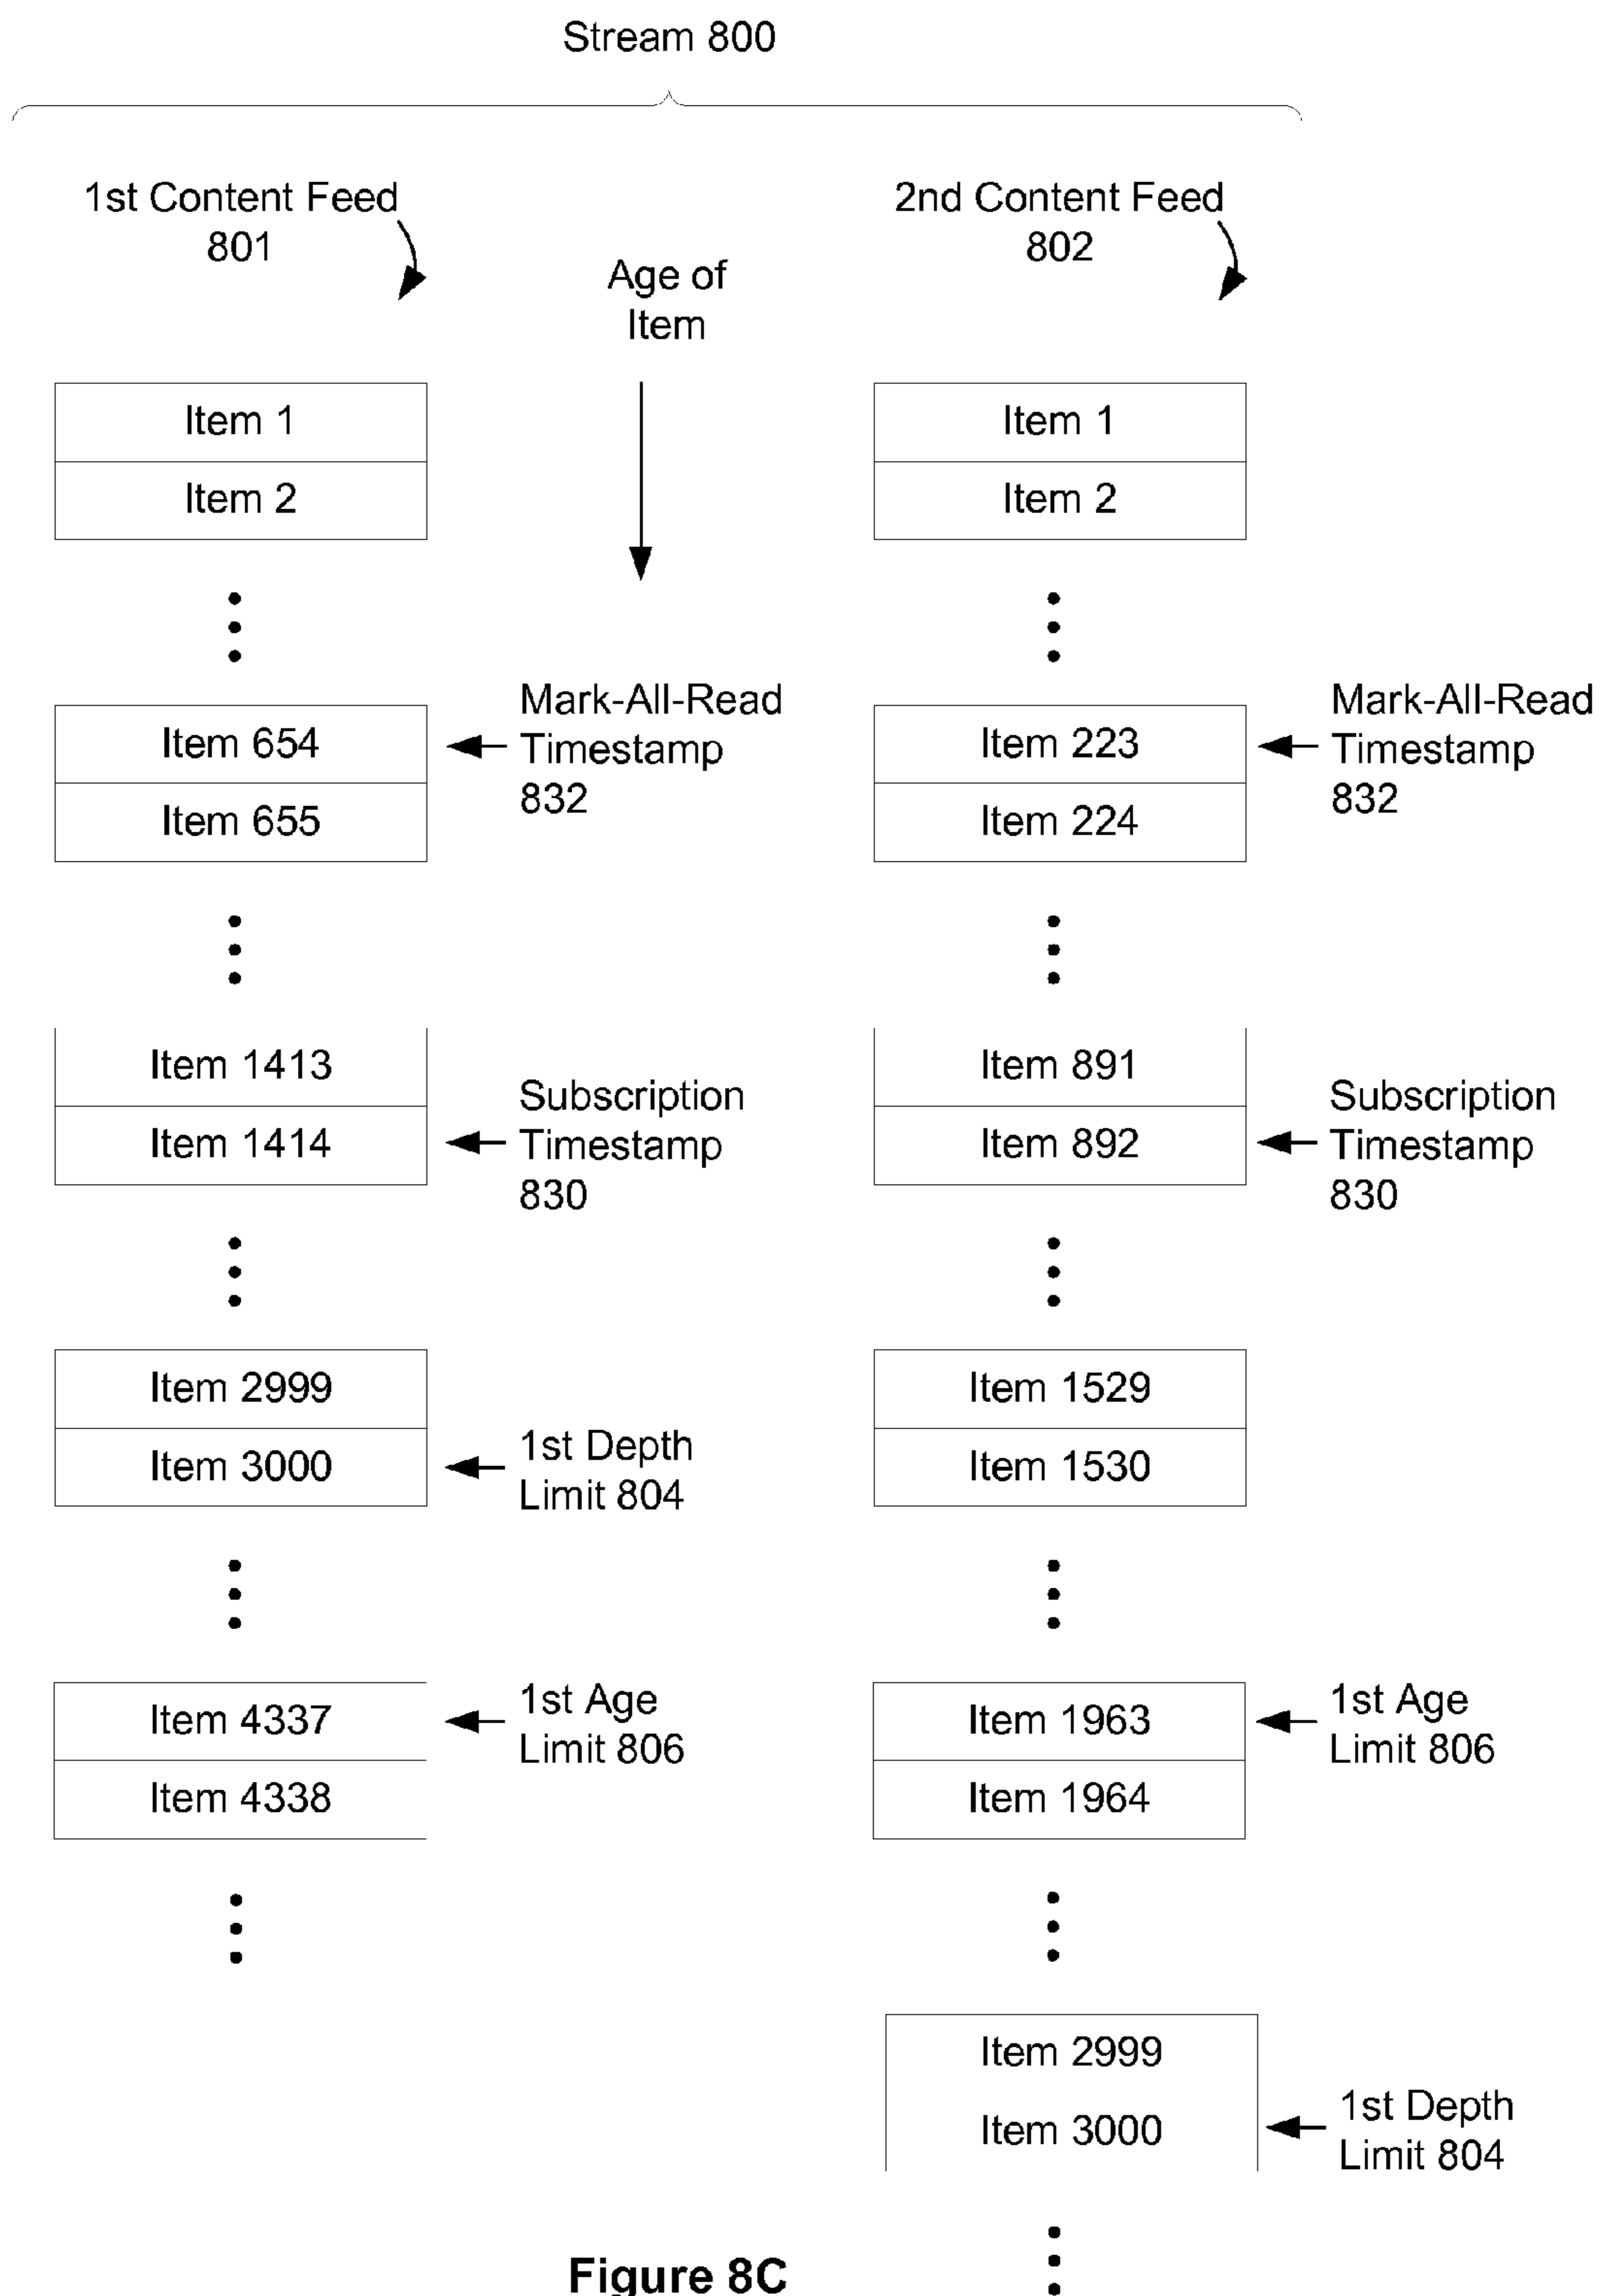 Stream 800
1st Content Feed
801
2nd Content Feed
802
Age of
Item
Item 1
Item 2
Item 1
Item 2
Item 654
Item 655
Mark-All-Read
Timestamp
832
Item 223
Item 224
Mark-All-Read
Timestamp
832
Item 1413
Item 1414
Subscription
Timestamp
830
Item 891
Item 892
Subscription
Timestamp
830
Item 2999
Item 3000
1st Depth
Limit 804
Item 1529
Item 1530
Item 4337
Item 4338
1st Age
Limit 806
Item 1963
Item 1964
1st Age
Limit 806
Item 2999
Item 3000
1st Depth
Limit 804
Figure 8C